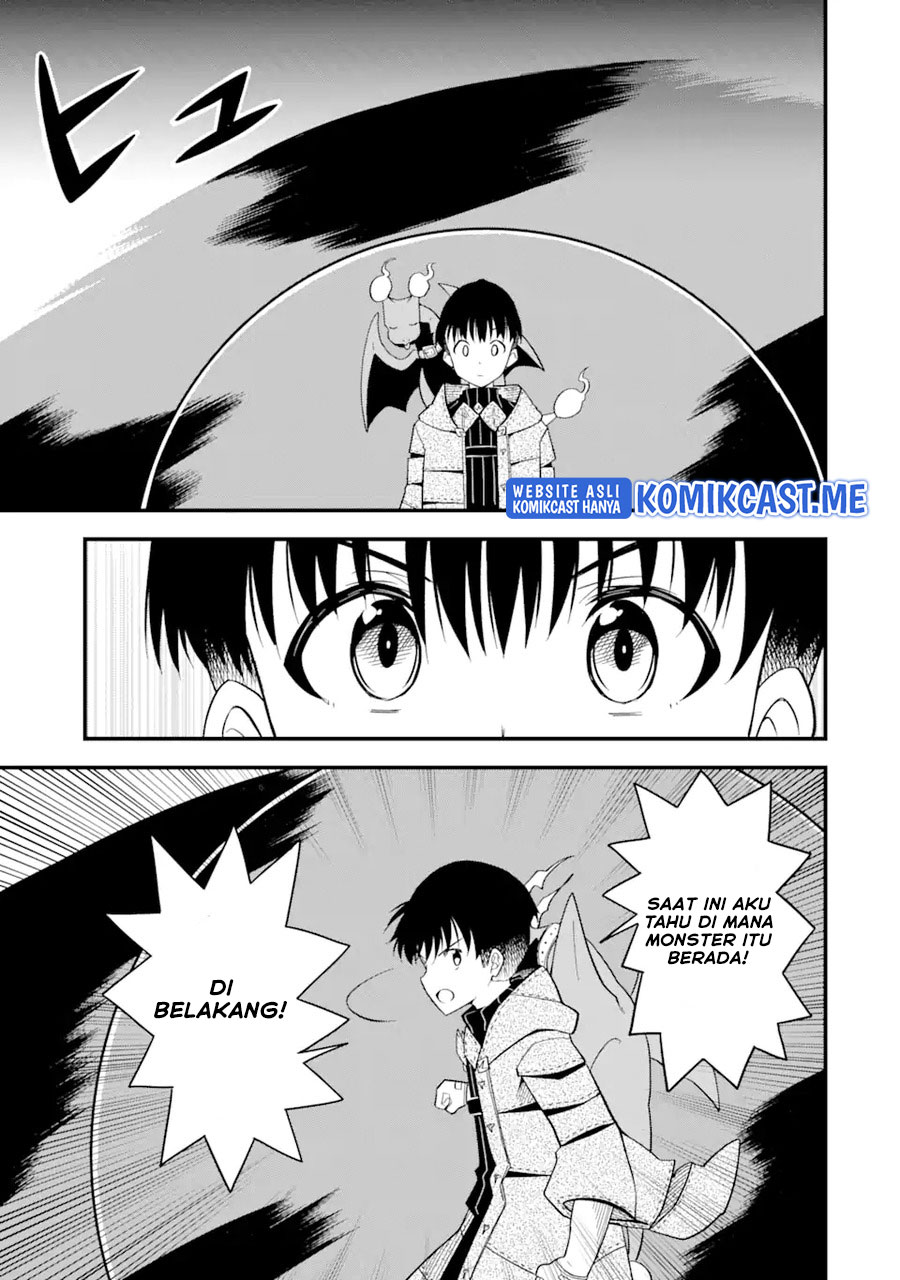 ヒュ
WEBSITE ASLI
KOMIKCAST HANYA
KOMIKCAST.ME
SAAT INI AKU
TAHU DI MANA
MONSTER ITU
BERADA!
DI
BELAKANG!